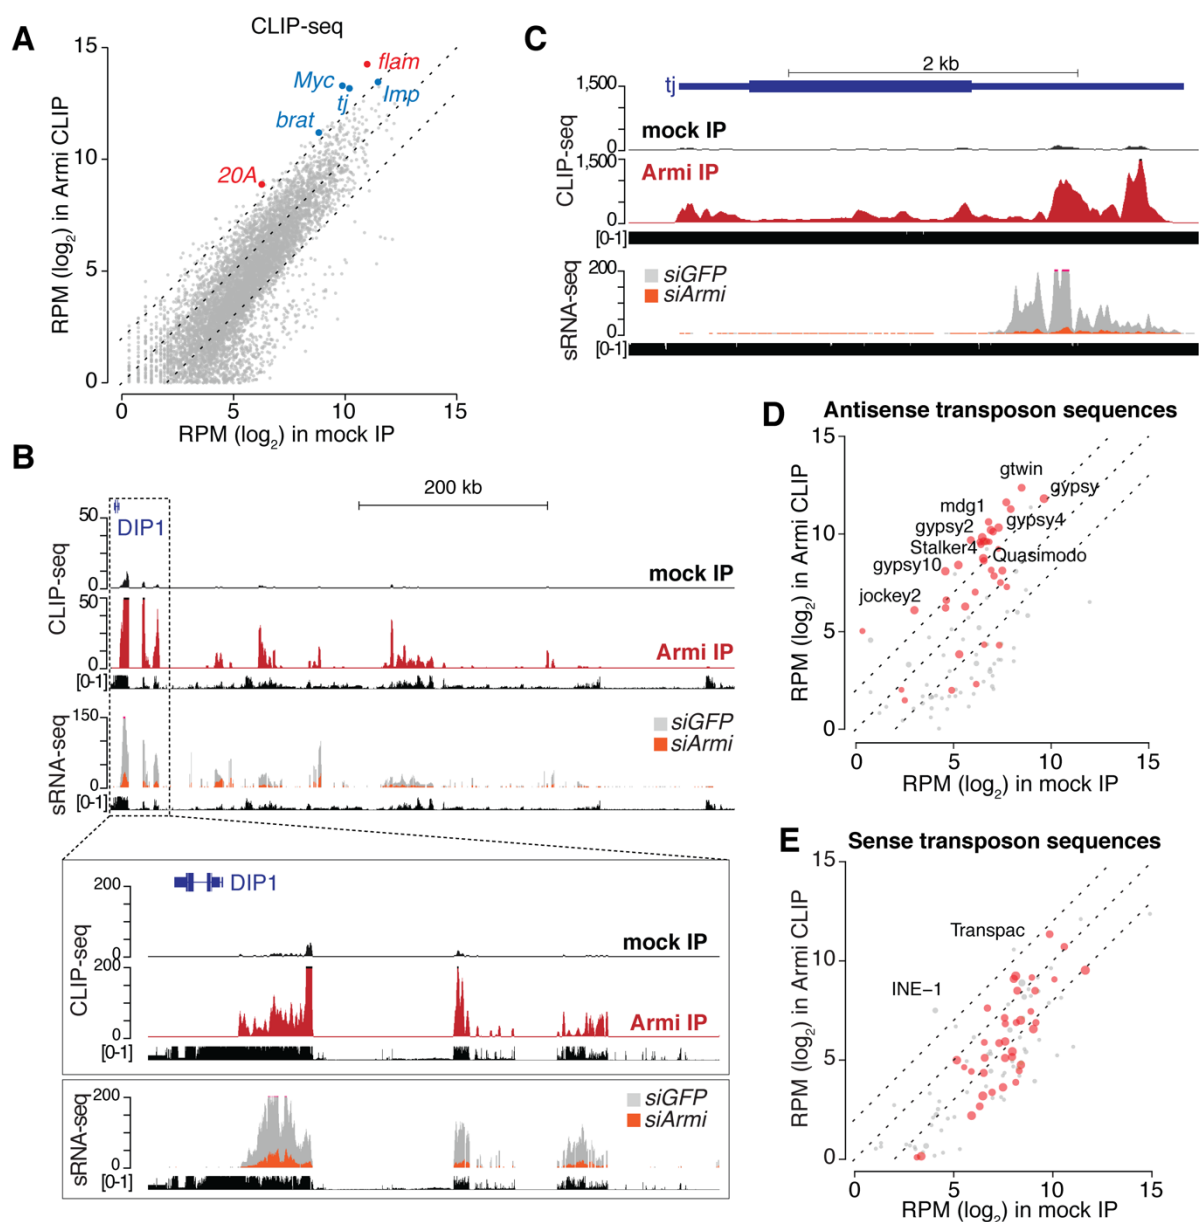 A
CLIP-seq
RPM (log2) in Armi CLIP
15
10
5
0
flam
Myc
tj
Imp
brat
20A
0 5 10 15
RPM (log2) in mock IP
B
200 kb
DIP1
CLIP-seq
50
0
mock IP
50
0
Armi IP
[0-1]
sRNA-seq
150
0
siGFP
siArmi
[0-1]
DIP1
CLIP-seq
200
0
mock IP
200
0
Armi IP
[0-1]
sRNA-seq
200
0
siGFP
siArmi
[0-1]
C
2 kb
tj
CLIP-seq
1,500
0
mock IP
1,500
0
Armi IP
[0-1]
sRNA-seq
200
0
siGFP
siArmi
[0-1]
D
Antisense transposon sequences
RPM (log2) in Armi CLIP
15
10
5
0
gtwin
gypsy
mdg1
gypsy4
gypsy2
Stalker4
Quasimodo
gypsy10
jockey2
0 5 10 15
RPM (log2) in mock IP
E
Sense transposon sequences
RPM (log2) in Armi CLIP
15
10
5
0
Transpac
INE−1
0 5 10 15
RPM (log2) in mock IP